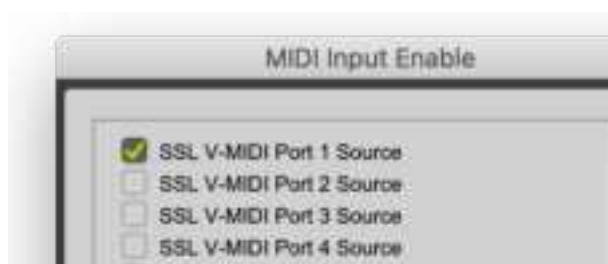 MIDI Input Enable
SSL V-MIDI Port 1 Source
SSL V-MIDI Port 2 Source
SSL V-MIDI Port 3 Source
SSL V-MIDI Port 4 Source